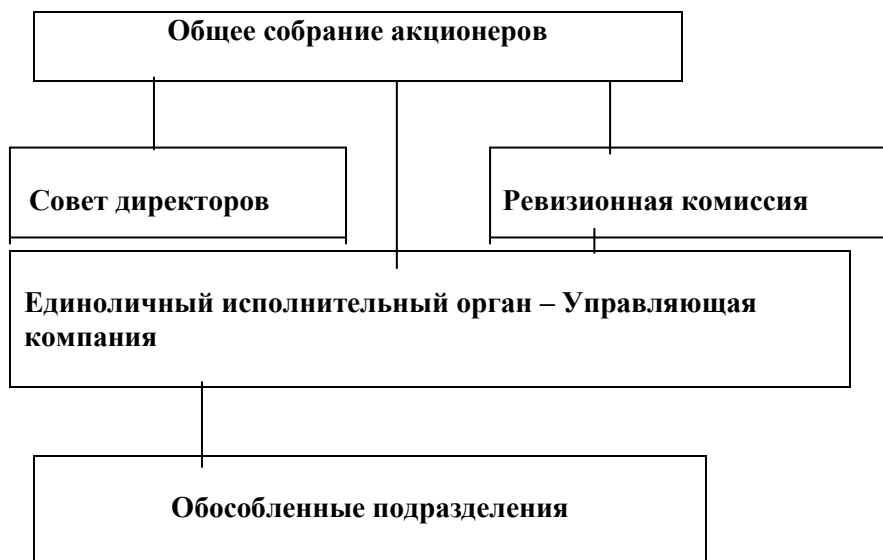 Общее собрание акционеров
Совет директоров
Ревизионная комиссия
Единоличный исполнительный орган – Управляющая
компания
Обособленные подразделения